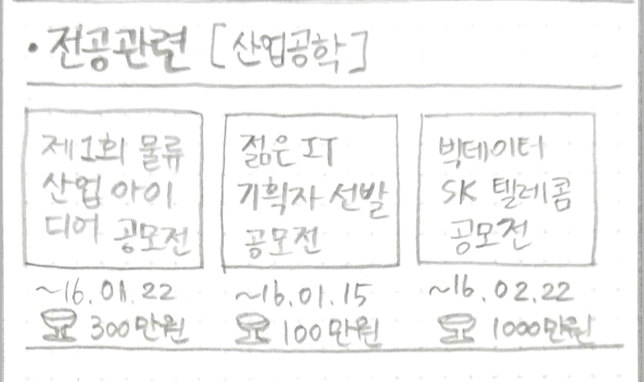 • 전공관련 [산업공학]
제1회 물류
산업 아이
디어 공모전
~16.01.22
300만원
젊은 IT
기획자 선발
공모전
~16.01.15
100만원
빅데이터
SK 텔레콤
공모전
~16.02.22
1000만원